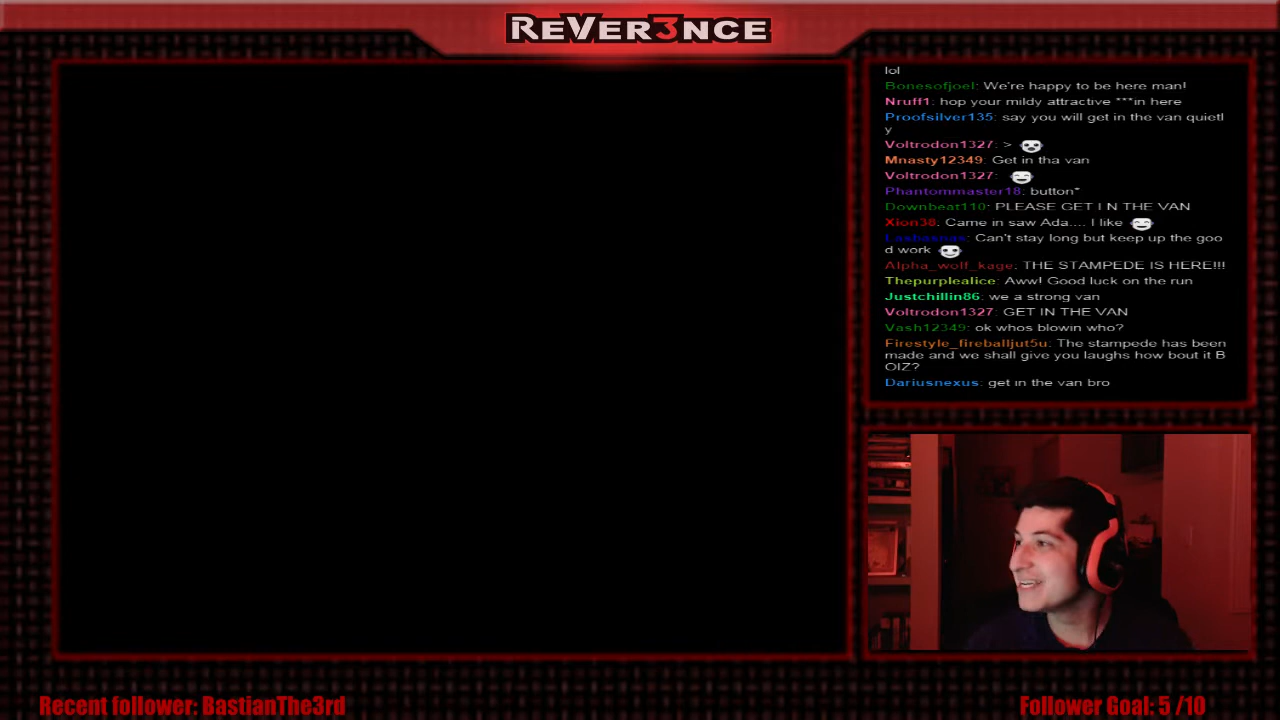 ReVer3nce
lol
Bonesofjoel: We're happy to be here man!
Nruff1: hop your mildy attractive ***in here
Proofsilver135: say you will get in the van quietl
y
Voltrodon1327: >
Mnasty12349: Get in tha van
Voltrodon1327:
Phantommaster18: button*
Downbeat110: PLEASE GET I N THE VAN
Xion38: Came in saw Ada.... I like
Can't stay long but keep up the goo
d work
Alpha_wolf_kage: THE STAMPEDE IS HERE!!!
Thepurplealice: Aww! Good luck on the run
Justchillin86: we a strong van
Voltrodon1327: GET IN THE VAN
Vash12349: ok whos blowin who?
Firestyle_fireballjut5u: The stampede has been
made and we shall give you laughs how bout it B
OIZ?
Dariusnexus: get in the van bro
Recent follower: BastianThe3rd
Follower Goal: 5 /10